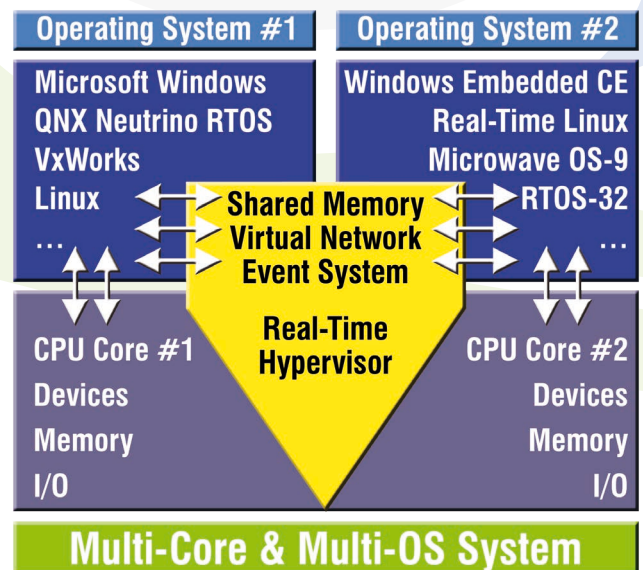 Operating System #1
Operating System #2
Microsoft Windows
QNX Neutrino RTOS
VxWorks
Linux
...
Windows Embedded CE
Real-Time Linux
Microwave OS-9
RTOS-32
...
Shared Memory
Virtual Network
Event System
Real-Time
Hypervisor
CPU Core #1
Devices
Memory
I/O
CPU Core #2
Devices
Memory
I/O
Multi-Core & Multi-OS System